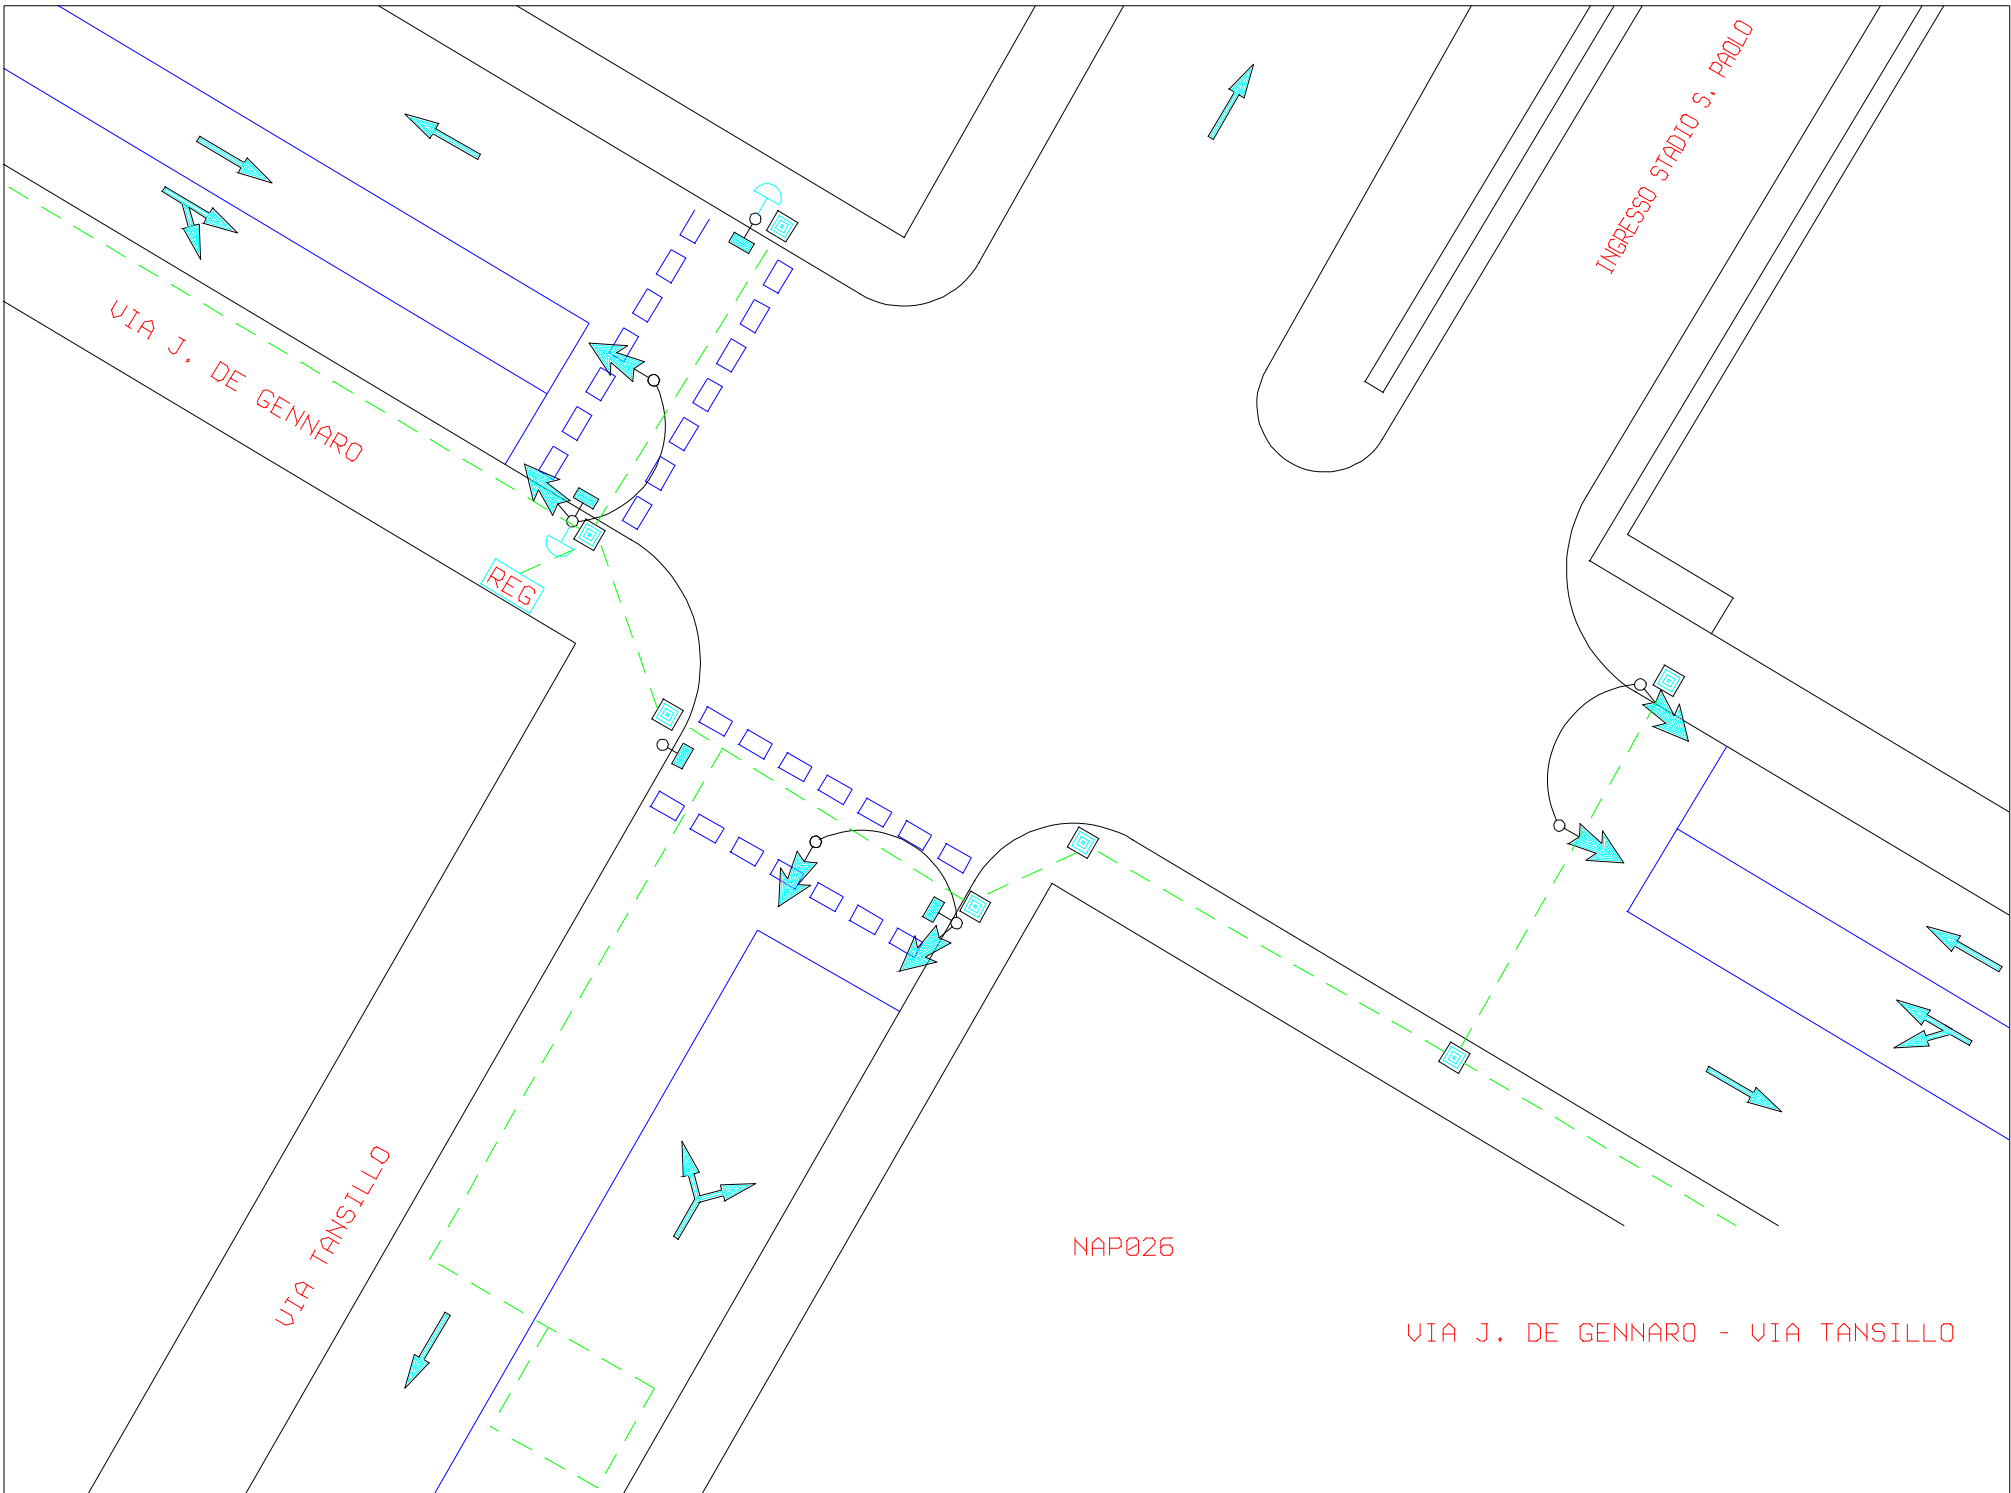 INGRESSO STADIO S. PAOLO
VIA J. DE GENNARO
REG
VIA TANSILLO
NAP026
VIA J. DE GENNARO - VIA TANSILLO